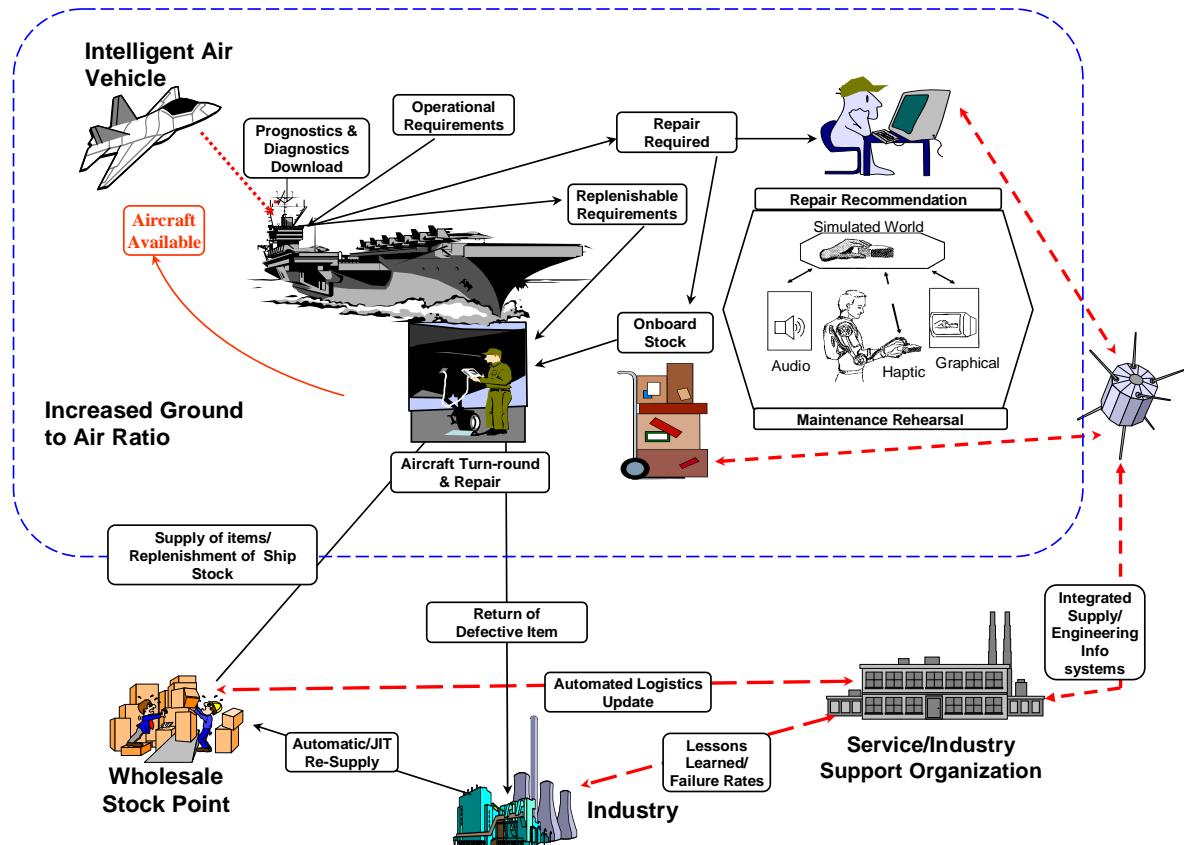 Intelligent Air
Vehicle
Prognostics &
Diagnostics
Download
Operational
Requirements
Repair
Required
Replenishable
Requirements
Aircraft
Available
Repair Recommendation
Simulated World
Audio
Haptic
Graphical
Maintenance Rehearsal
Onboard
Stock
Increased Ground
to Air Ratio
Aircraft Turn-round
& Repair
Supply of items/
Replenishment of Ship
Stock
Return of
Defective Item
Integrated
Supply/
Engineering
Info
systems
Automated Logistics
Update
Automatic/JIT
Re-Supply
Lessons
Learned/
Failure Rates
Service/Industry
Support Organization
Wholesale
Stock Point
Industry